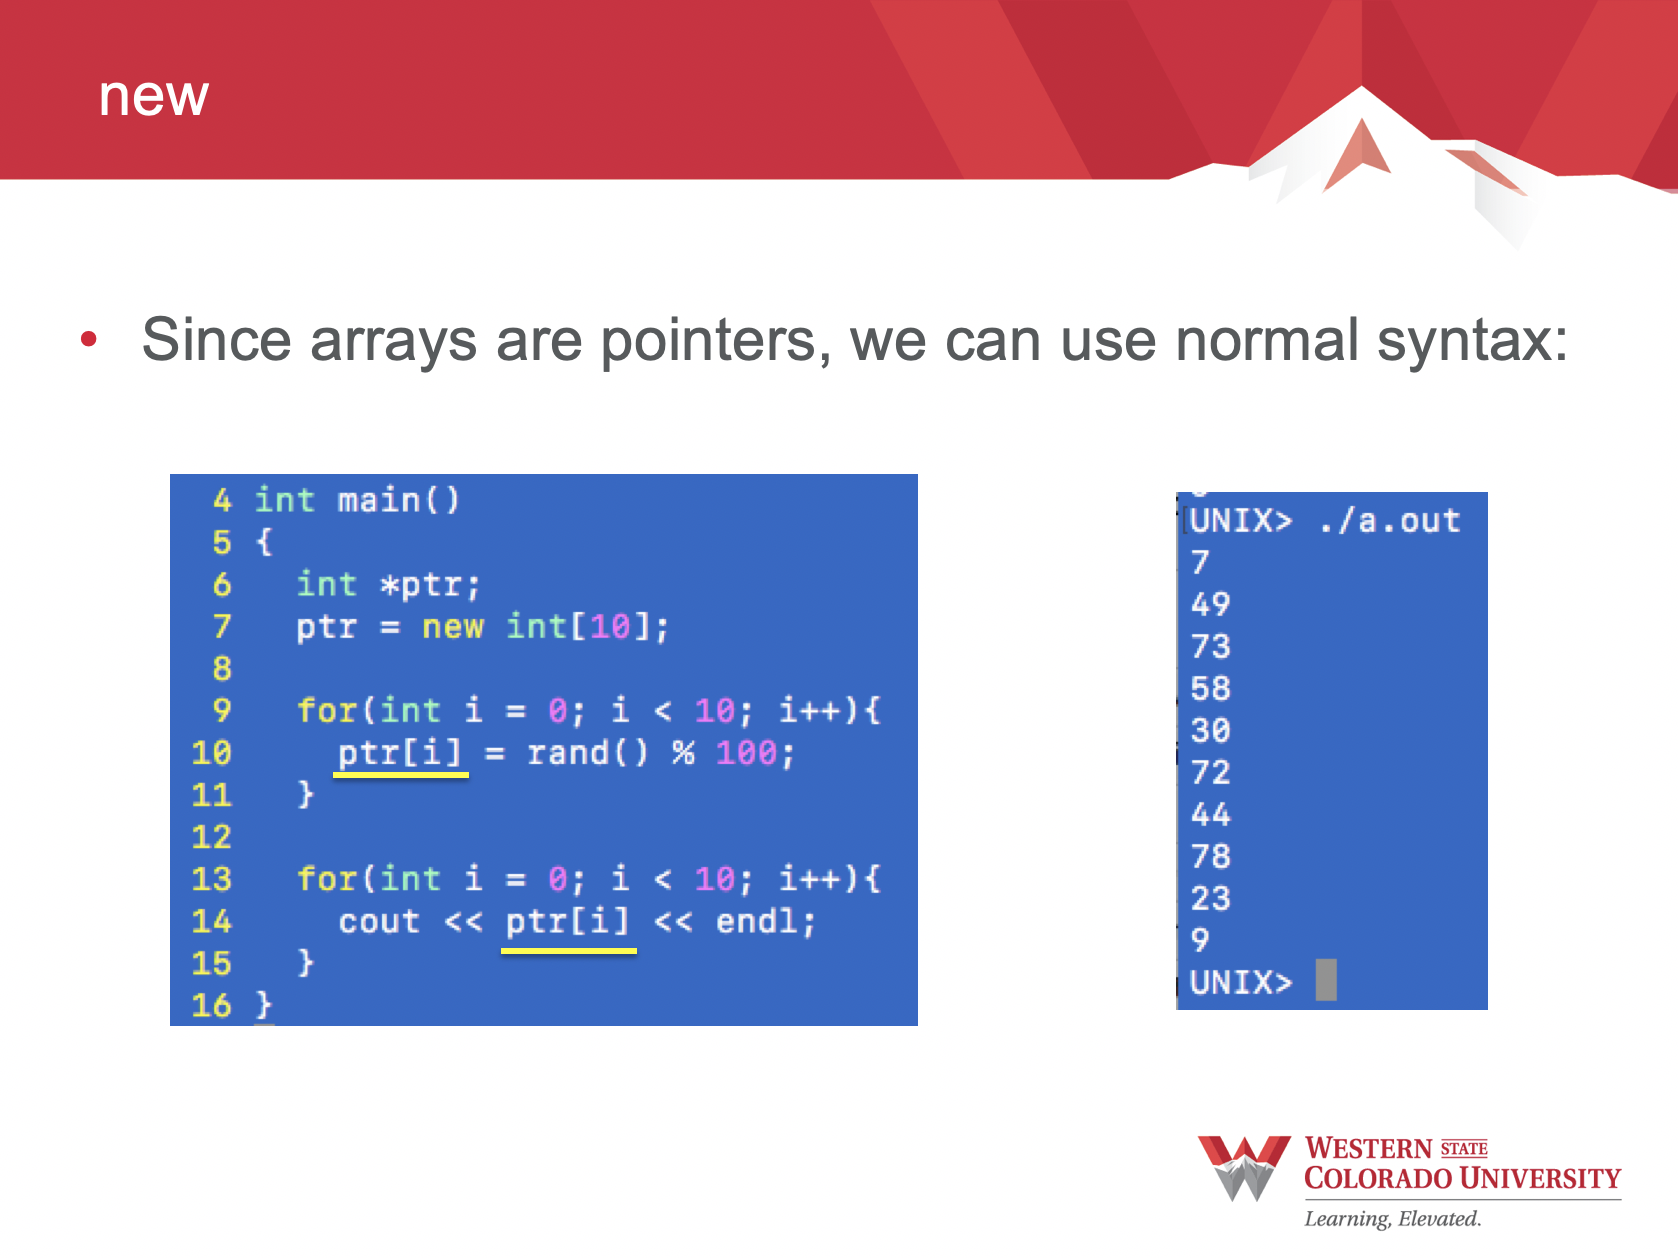 new
• Since arrays are pointers, we can use normal syntax:
4 int main()
5 {
6   int *ptr;
7   ptr = new int[10];
8
9   for(int i = 0; i < 10; i++){
10     ptr[i] = rand() % 100;
11   }
12
13   for(int i = 0; i < 10; i++){
14     cout << ptr[i] << endl;
15   }
16 }
UNIX> ./a.out
7
49
73
58
30
72
44
78
23
9
UNIX>
WESTERN STATE
COLORADO UNIVERSITY
Learning, Elevated.